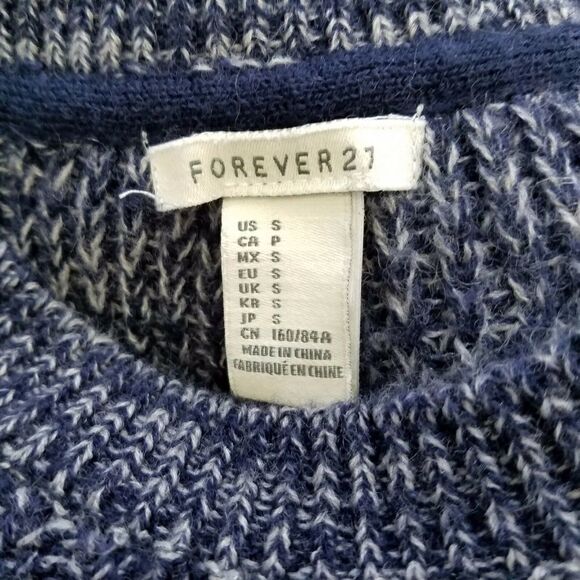 FOREVER 21
US S
CA P
MX S
EU S
UK S
KR S
JP S
CN 160/84A
MADE IN CHINA
FABRIQUÉ EN CHINE